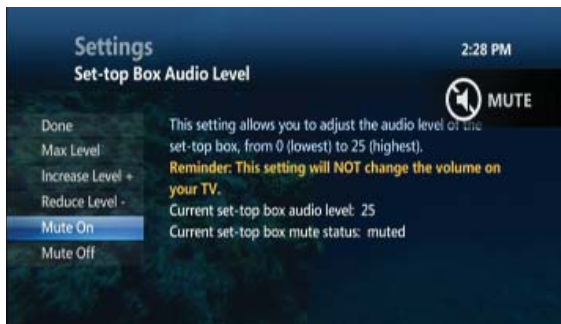 Settings
2:28 PM
Set-top Box Audio Level
MUTE
Done
Max Level
Increase Level +
Reduce Level -
Mute On
Mute Off
This setting allows you to adjust the audio level of the
set-top box, from 0 (lowest) to 25 (highest).
Reminder: This setting will NOT change the volume on
your TV.
Current set-top box audio level: 25
Current set-top box mute status: muted